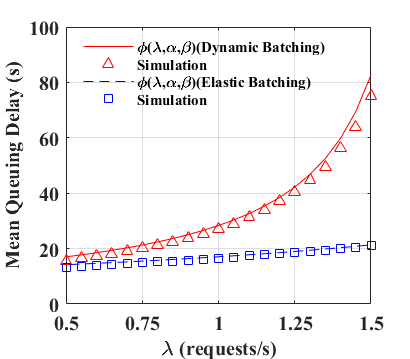 100
80
60
40
20
0
0.5
0.75
1
1.25
1.5
Mean Queuing Delay (s)
λ (requests/s)
ϕ(λ,α,β)(Dynamic Batching)
Simulation
ϕ(λ,α,β)(Elastic Batching)
Simulation